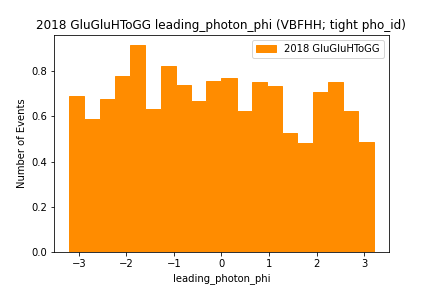 2018 GluGluHToGG leading_photon_phi (VBFHH; tight pho_id)
2018 GluGluHToGG
Number of Events
0.8
0.6
0.4
0.2
0.0
−3 −2 −1 0 1 2 3
leading_photon_phi